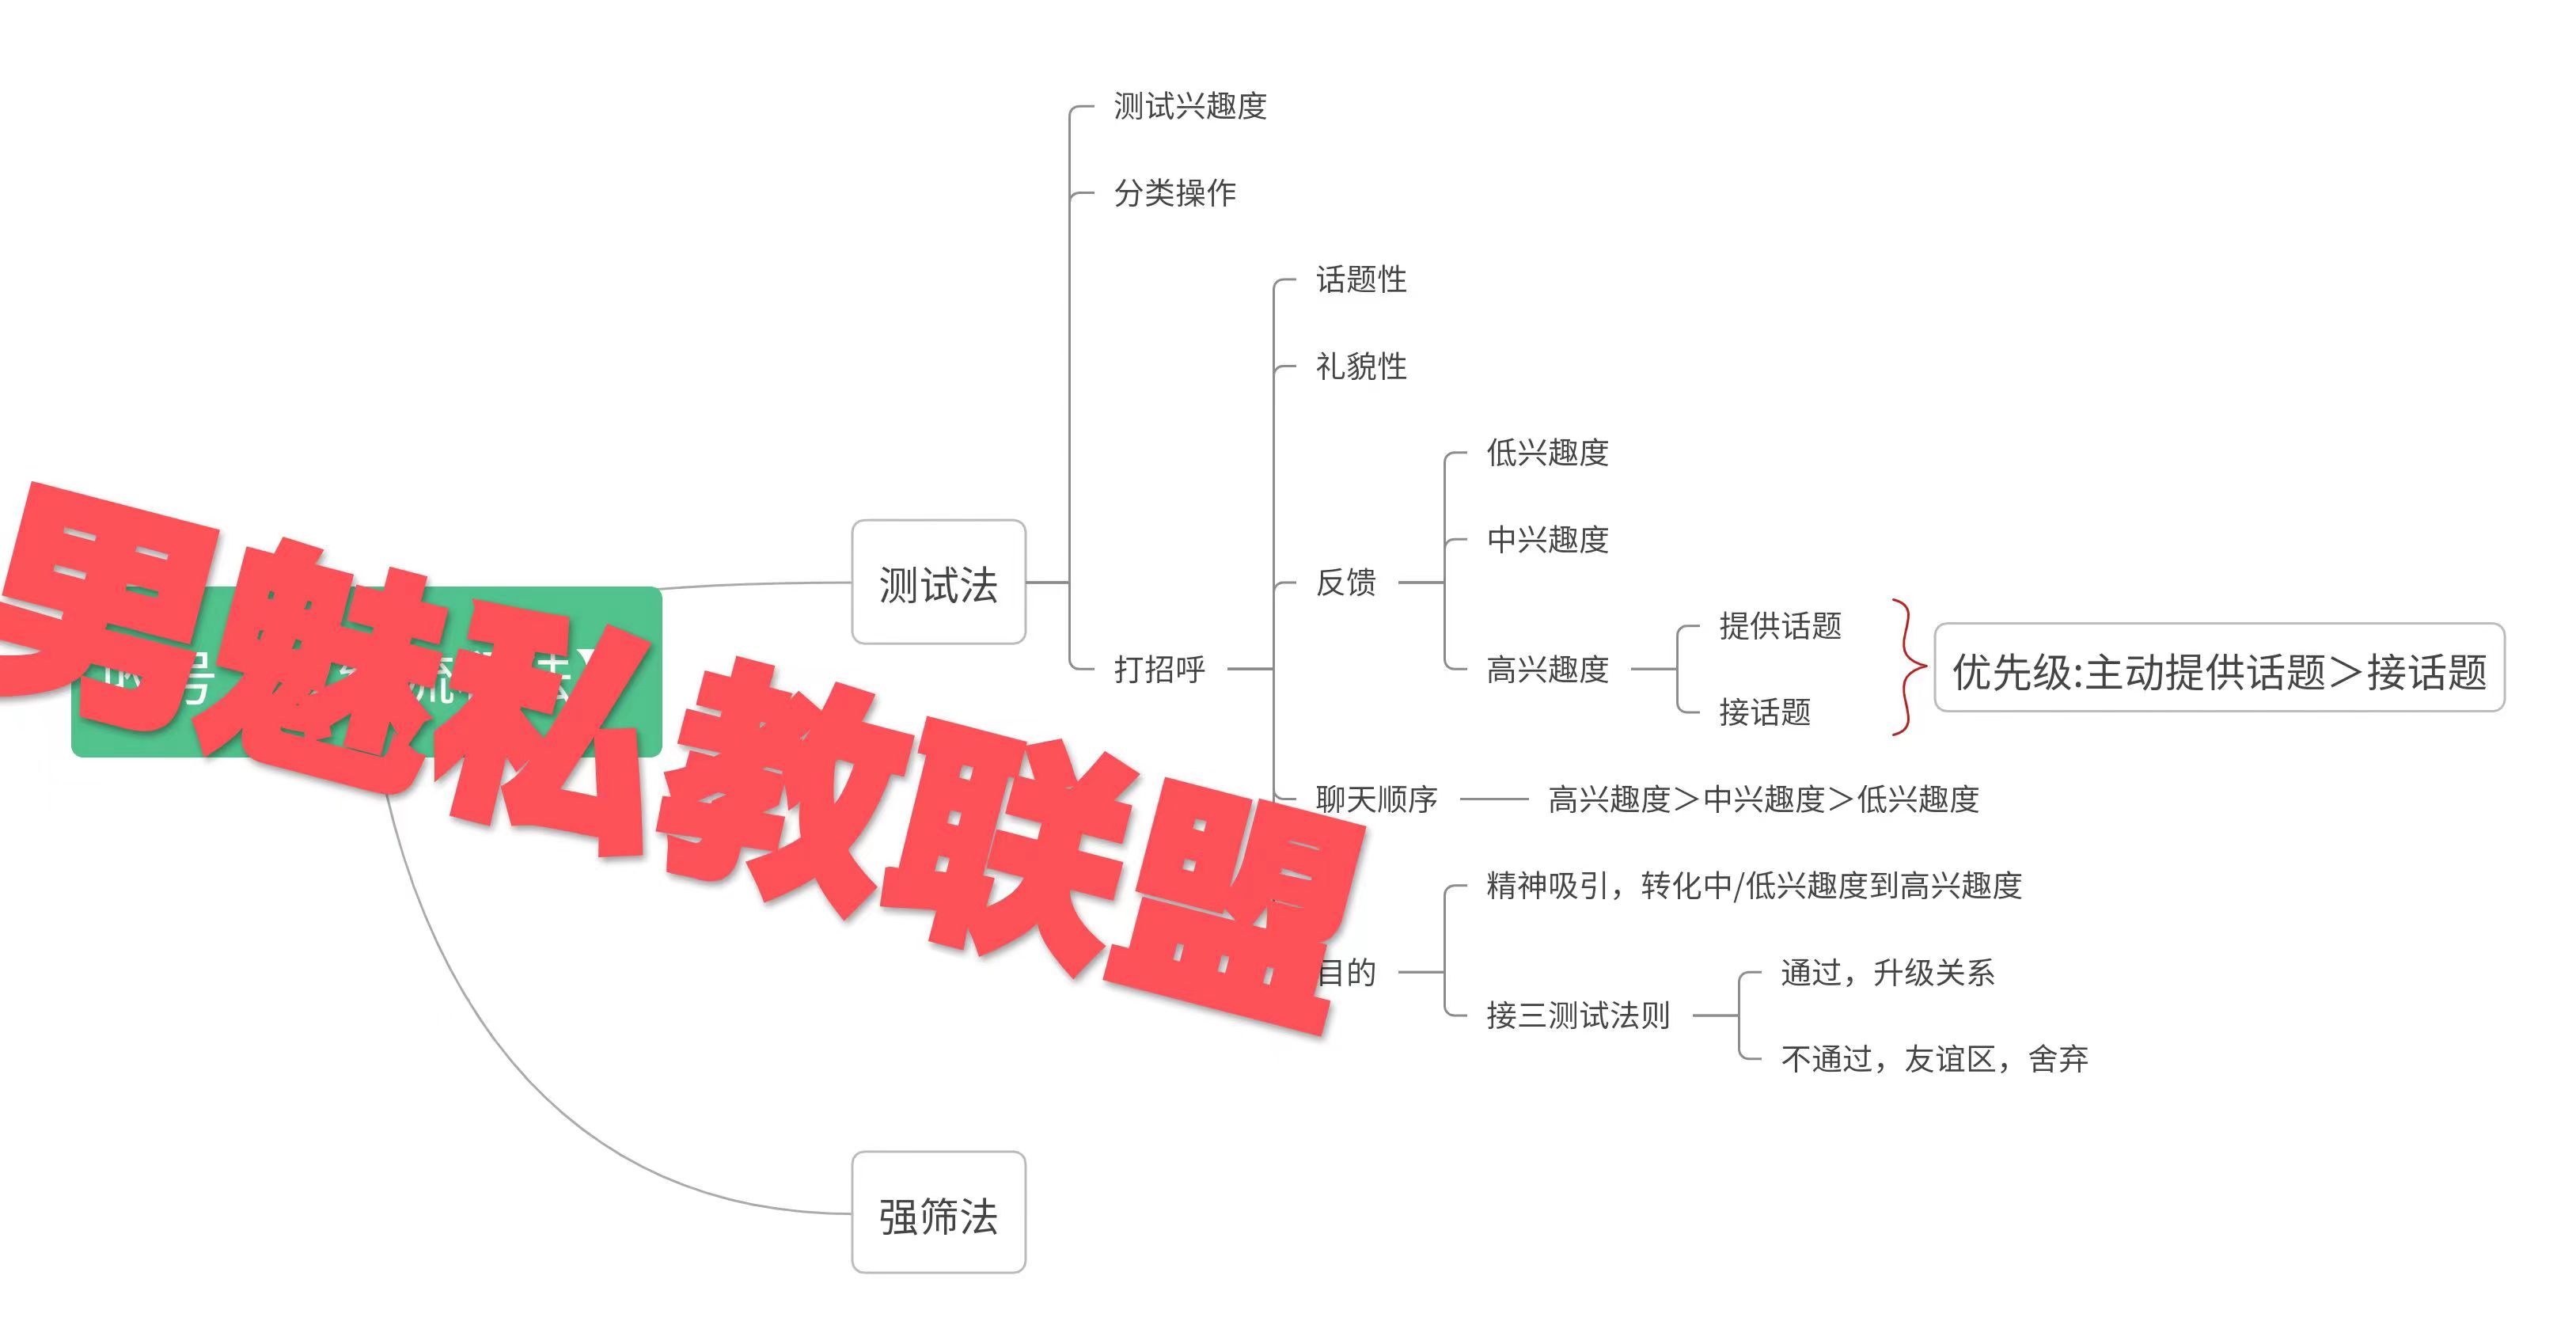 测试兴趣度
分类操作
话题性
礼貌性
低兴趣度
中兴趣度
反馈
高兴趣度
提供话题
接话题
优先级:主动提供话题＞接话题
测试法
打招呼
聊天顺序
高兴趣度＞中兴趣度＞低兴趣度
精神吸引，转化中/低兴趣度到高兴趣度
目的
接三测试法则
通过，升级关系
不通过，友谊区，舍弃
强筛法
男魅私教联盟